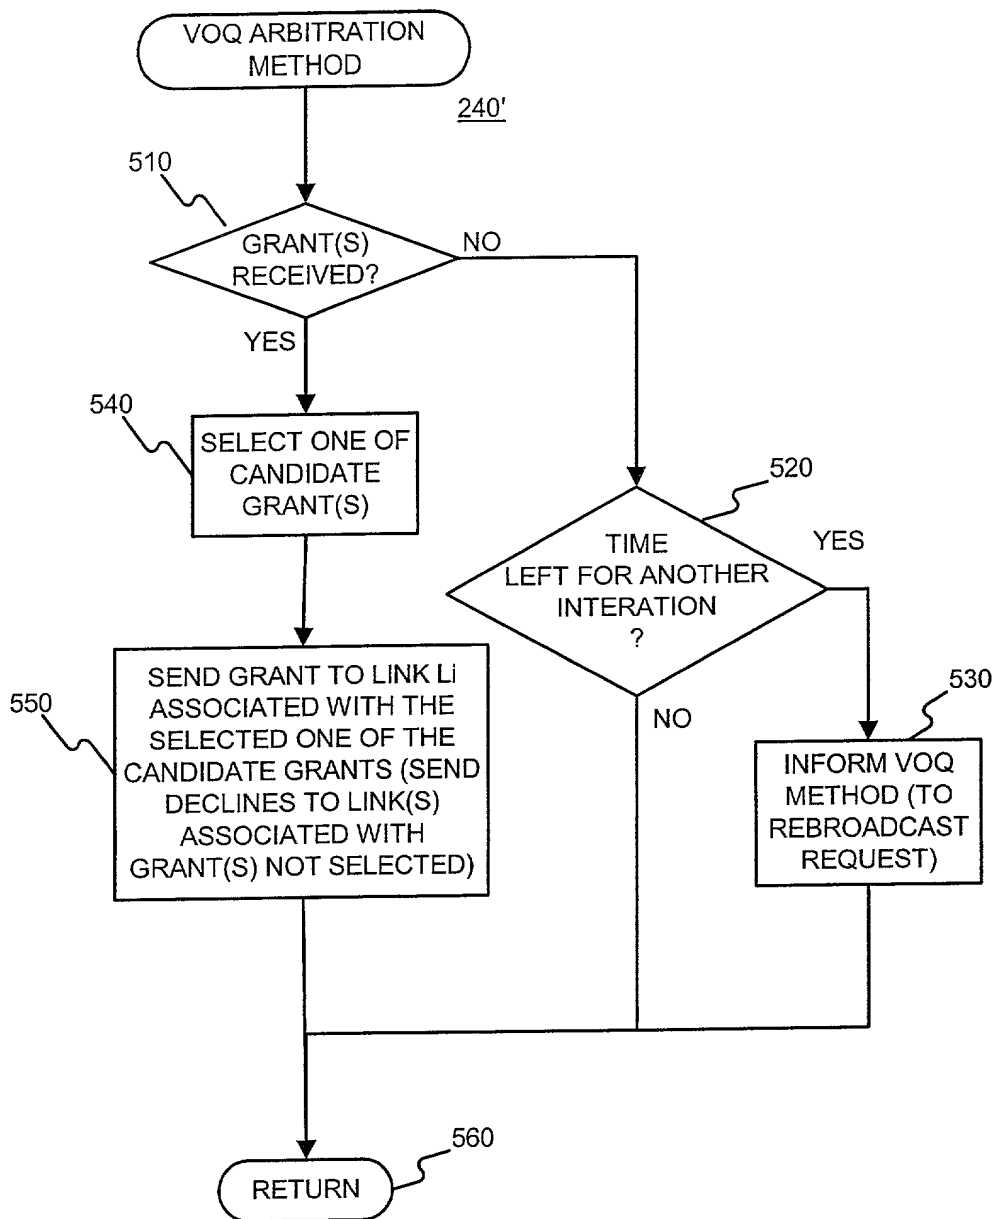 VOQ ARBITRATION
METHOD
240'
510
GRANT(S)
RECEIVED?
NO
YES
540
SELECT ONE OF
CANDIDATE
GRANT(S)
520
TIME
LEFT FOR ANOTHER
INTERATION
?
YES
NO
550
SEND GRANT TO LINK Li
ASSOCIATED WITH THE
SELECTED ONE OF THE
CANDIDATE GRANTS (SEND
DECLINES TO LINK(S)
ASSOCIATED WITH
GRANT(S) NOT SELECTED)
530
INFORM VOQ
METHOD (TO
REBROADCAST
REQUEST)
560
RETURN